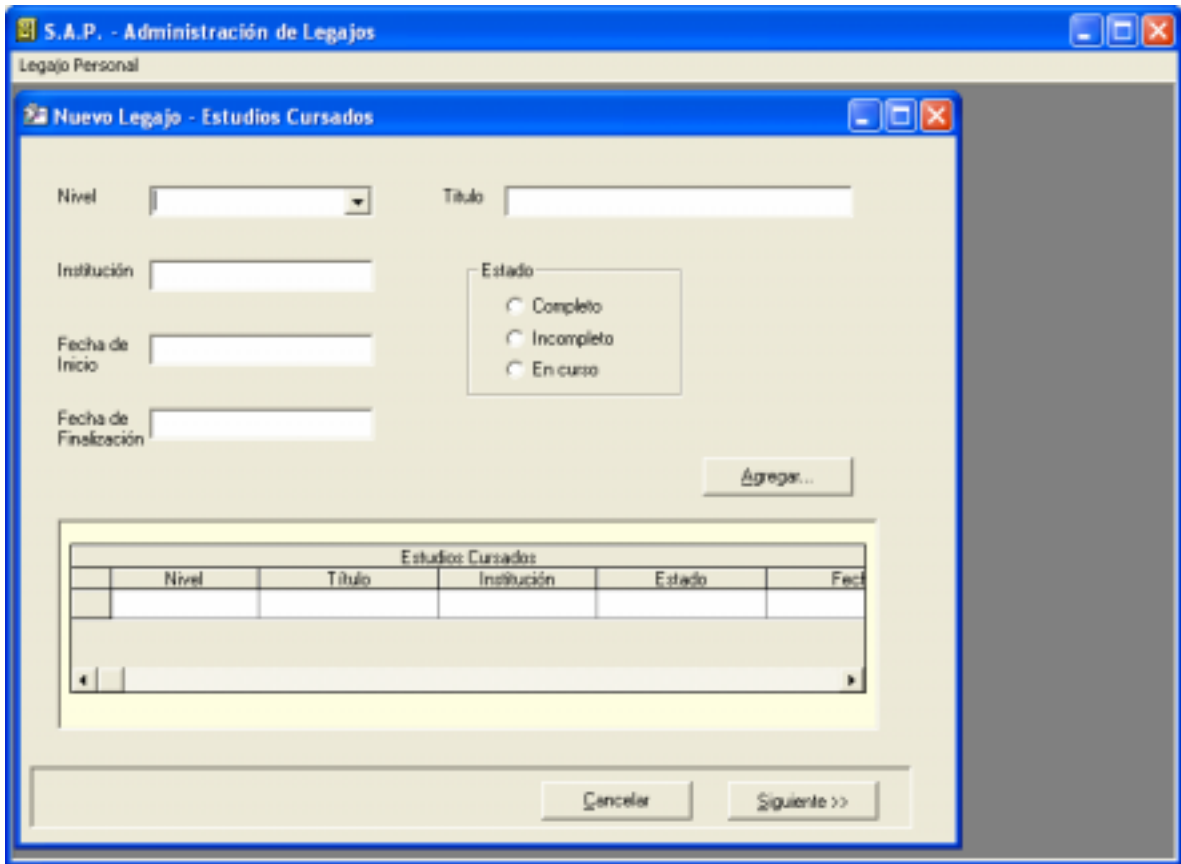 S.A.P. - Administración de Legajos
Legajo Personal
Nuevo Legajo - Estudios Cursados
Nivel
Título
Institución
Estado
Completo
Incompleto
En curso
Fecha de
Inicio
Fecha de
Finalización
Agregar...
Estudios Cursados
Nivel Título Institución Estado Fech
Cancelar Siguiente >>